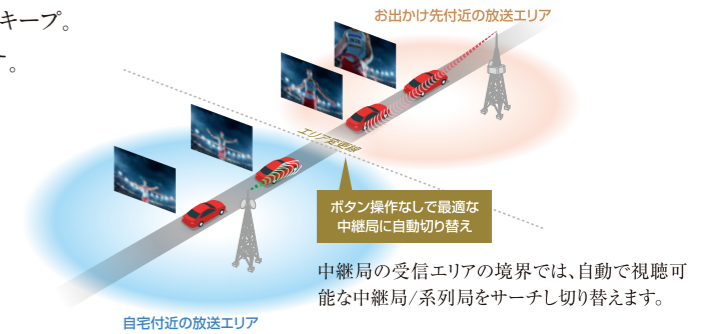 キープ。
。
お出かけ先付近の放送エリア
エリア変更線
ボタン操作なしで最適な
中継局に自動切り替え
中継局の受信エリアの境界では、自動で視聴可
能な中継局/系列局をサーチし切り替えます。
自宅付近の放送エリア